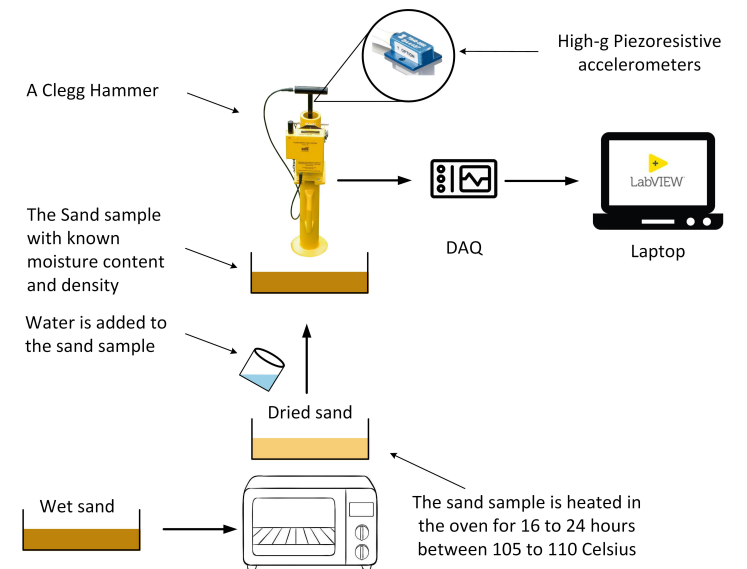 High-g Piezoresistive
accelerometers
A Clegg Hammer
LabVIEW
The Sand sample
with known
moisture content
and density
DAQ
Laptop
Water is added to
the sand sample
Dried sand
Wet sand
The sand sample is heated in
the oven for 16 to 24 hours
between 105 to 110 Celsius